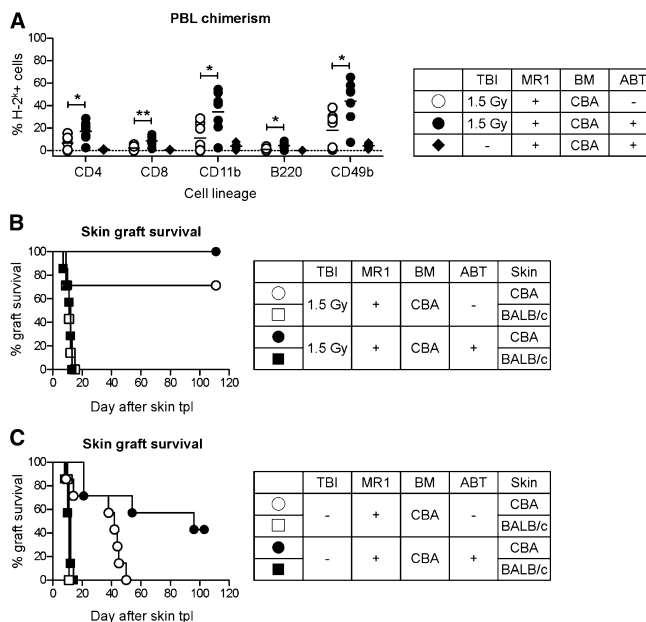 A
PBL chimerism
% H-2k+ cells
100
80
60
40
20
0
* ** * * *
CD4 CD8 CD11b B220 CD49b
Cell lineage
TBI MR1 BM ABT
1.5 Gy + CBA -
1.5 Gy + CBA +
- + CBA +
B
Skin graft survival
% graft survival
100
80
60
40
20
0
0 20 40 60 80 100 120
Day after skin tpl
TBI MR1 BM ABT Skin
1.5 Gy + CBA - CBA
BALB/c
1.5 Gy + CBA + CBA
BALB/c
C
Skin graft survival
% graft survival
100
80
60
40
20
0
0 20 40 60 80 100 120
Day after skin tpl
TBI MR1 BM ABT Skin
- + CBA - CBA
BALB/c
- + CBA + CBA
BALB/c